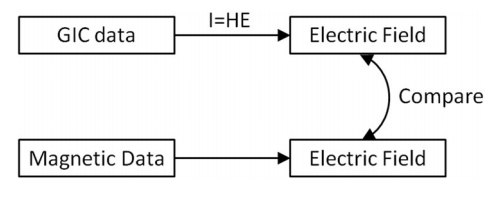 GIC data
I=HE
Electric Field
Compare
Magnetic Data
Electric Field